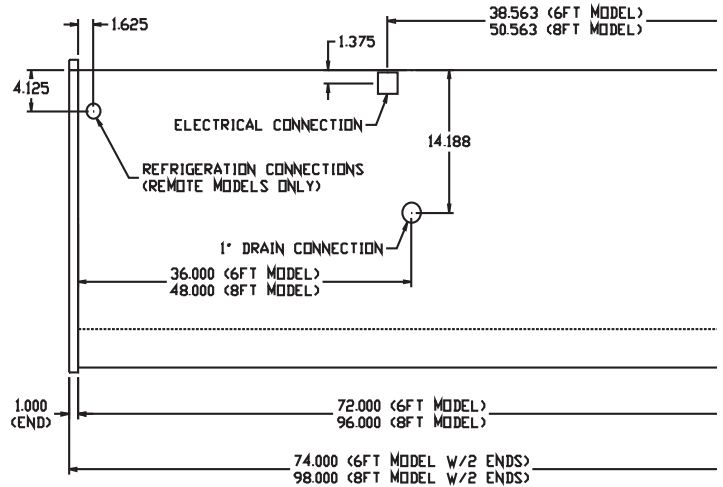 38.563 (6FT MODEL)
50.563 (8FT MODEL)
1.625
1.375
4.125
ELECTRICAL CONNECTION
14.188
REFRIGERATION CONNECTIONS
(REMOTE MODELS ONLY)
1" DRAIN CONNECTION
36.000 (6FT MODEL)
48.000 (8FT MODEL)
1.000
(END)
72.000 (6FT MODEL)
96.000 (8FT MODEL)
74.000 (6FT MODEL W/2 ENDS)
98.000 (8FT MODEL W/2 ENDS)